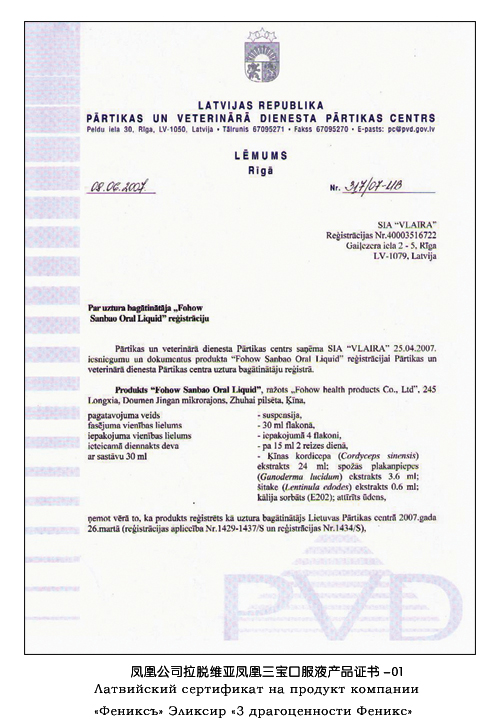 LATVIJAS REPUBLIKA
PĀRTIKAS UN VETERINĀRĀ DIENESTA PĀRTIKAS CENTRS
Peldu iela 30, Rīga, LV-1050, Latvija • Tālrunis 67095271 • Fakss 67095270 • E-pasts: pc@pvd.gov.lv
LĒMUMS
Rīgā
08.06.2007. Nr. 317/07-UB
SIA “VLAIRA”
Reģistrācijas Nr.40003516722
Gaiļezera iela 2 - 5, Rīga
LV-1079, Latvija
Par uztura bagātinātāja „Fohow
Sanbao Oral Liquid” reģistrāciju
Pārtikas un veterinārā dienesta Pārtikas centrs saņēma SIA “VLAIRA” 25.04.2007.
iesniegumu un dokumentus produkta “Fohow Sanbao Oral Liquid” reģistrācijai Pārtikas un
veterinārā dienesta Pārtikas centra uztura bagātinātāju reģistrā.
Produkts “Fohow Sanbao Oral Liquid”, ražots „Fohow health products Co., Ltd”, 245
Longxia, Doumen Jingan mikrorajons, Zhuhai pilsēta, Ķīna,
pagatavojuma veids - suspensija,
fasējuma vienības lielums - 30 ml flakonā,
iepakojuma vienības lielums - iepakojumā 4 flakoni,
ieteicamā diennakts deva - pa 15 ml 2 reizes dienā,
ar sastāvu 30 ml - Ķīnas kordicepa (Cordyceps sinensis)
ekstrakts 24 ml; spožās plakanpiepes
(Ganoderma lucidum) ekstrakts 3.6 ml;
šitake (Lentinula edodes) ekstrakts 0.6 ml;
kālija sorbāts (E202); attīrīts ūdens,
ņemot vērā to, ka produkts reģistrēts kā uztura bagātinātājs Lietuvas Pārtikas centrā 2007.gada
26.martā (reģistrācijas apliecība Nr.1429-1437/S un reģistrācijas Nr.1434/S),
PVD
凤凰公司拉脱维亚凤凰三宝口服液产品证书 -01
Латвийский сертификат на продукт компании
«Фениксъ» Эликсир «3 драгоценности Феникс»